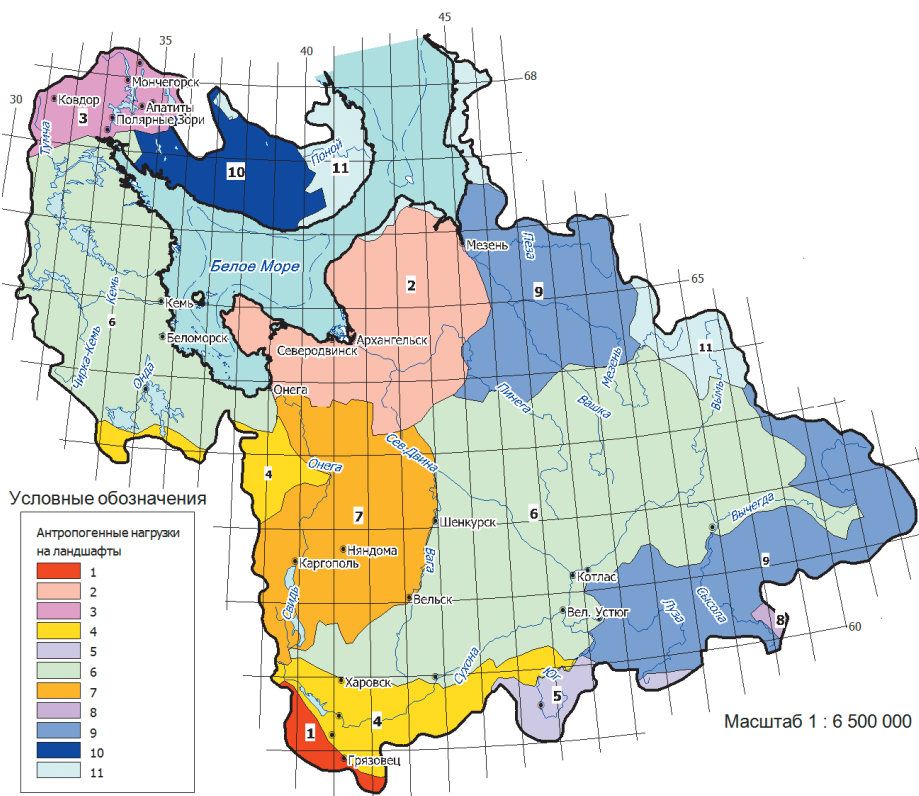 45
35
40
68
30
Мончегорск
Ковдор
Апатиты
3
Полярные Зори
Тумча
Поной
11
10
Мезень
Пеза
Белое Море
65
2
9
Кемь
Кемь
6
Беломорск
Архангельск
Северодвинск
11
Чирка-Кемь
Онда
Онега
Мезень
Пинега
Вашка
Вымь
Сев.Двина
4
Онега
Условные обозначения
Вычегда
7
Шенкурск
6
Антропогенные нагрузки
на ландшафты
Няндома
Каргополь
Вага
9
1
Котлас
2
Свидь
Вельск
Вел. Устюг
Луза
Сысола
3
8
60
4
5
Сухона
6
Харовск
Юг
5
7
4
Масштаб 1 : 6 500 000
8
1
9
Грязовец
10
11